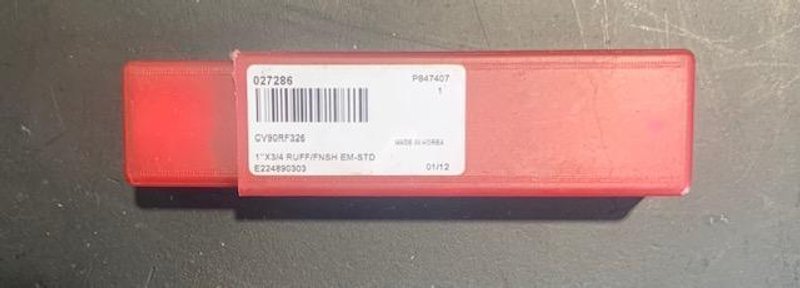 027286 P847407
1
CV90RF326 MADE IN KOREA
1"X3/4 RUFF/FNSH EM-STD
E224890303 01/12